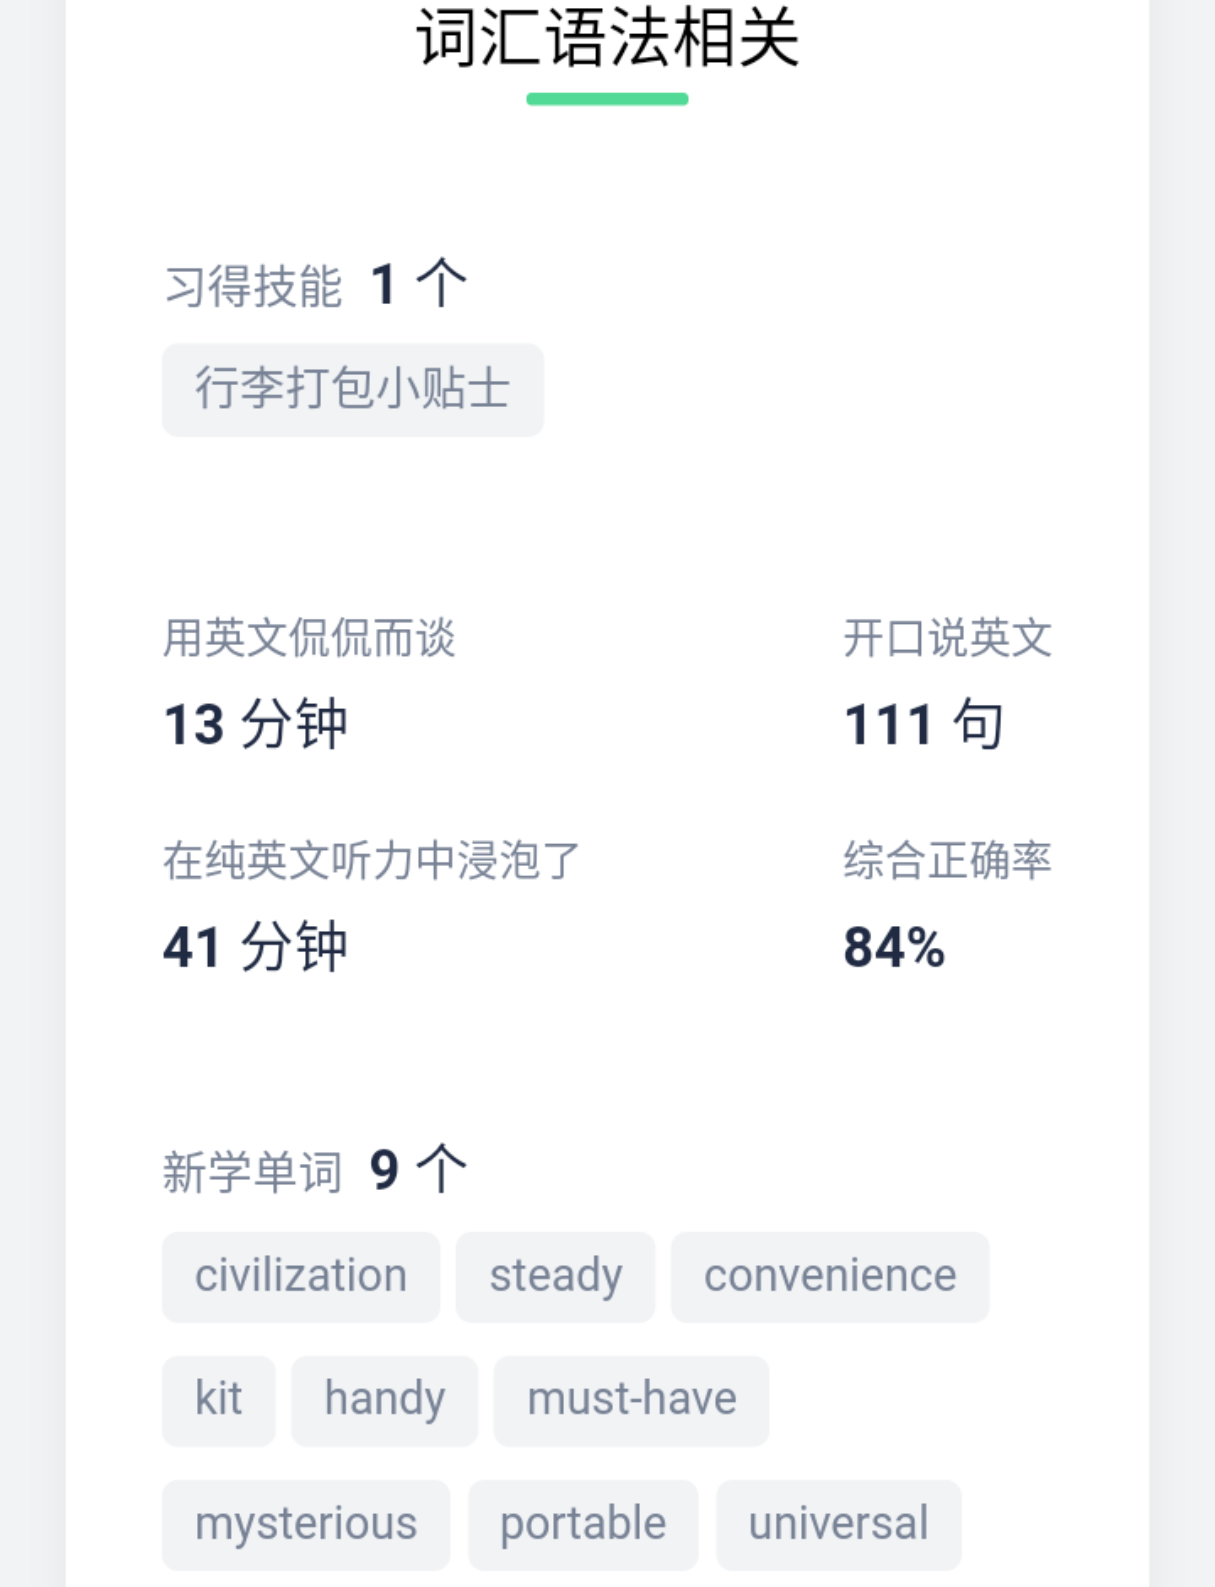 词汇语法相关
习得技能 1 个
行李打包小贴士
用英文侃侃而谈 开口说英文
13 分钟 111 句
在纯英文听力中浸泡了 综合正确率
41 分钟 84%
新学单词 9 个
civilization steady convenience
kit handy must-have
mysterious portable universal